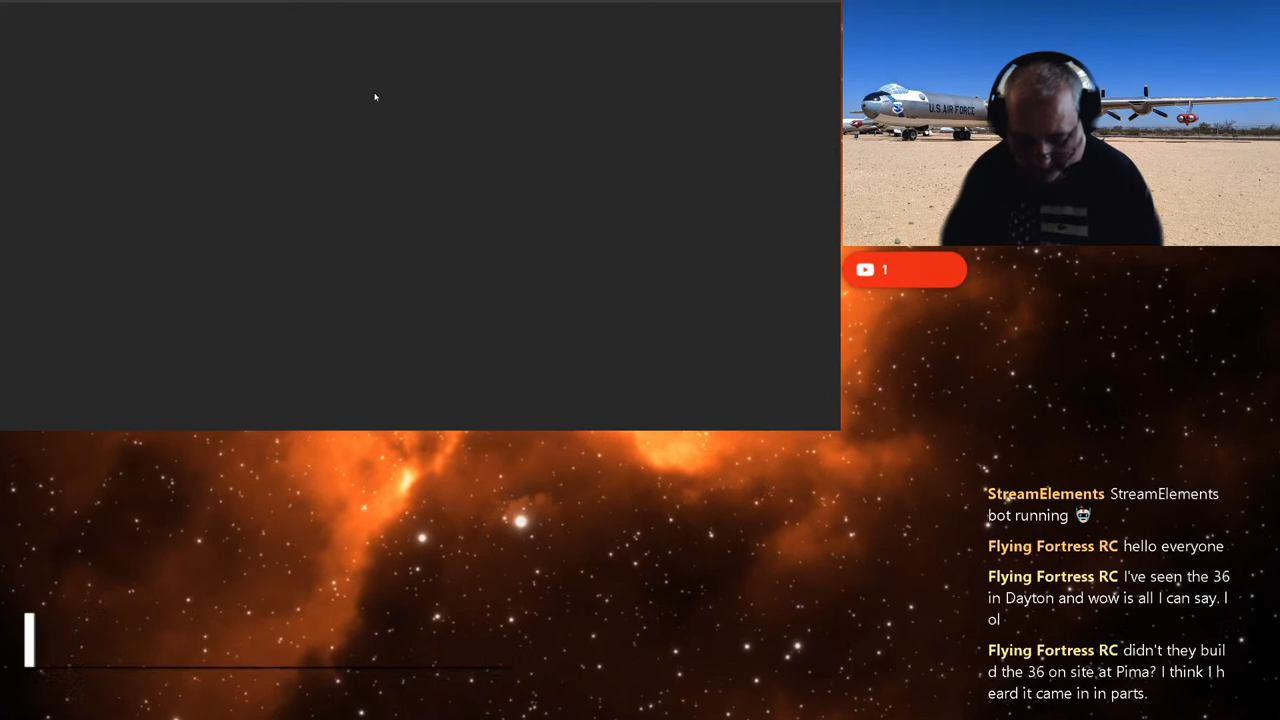 U.S. AIR FORCE
1
StreamElements StreamElements
bot running
Flying Fortress RC hello everyone
Flying Fortress RC I've seen the 36
in Dayton and wow is all I can say. l
ol
Flying Fortress RC didn't they buil
d the 36 on site at Pima? I think I h
eard it came in in parts.